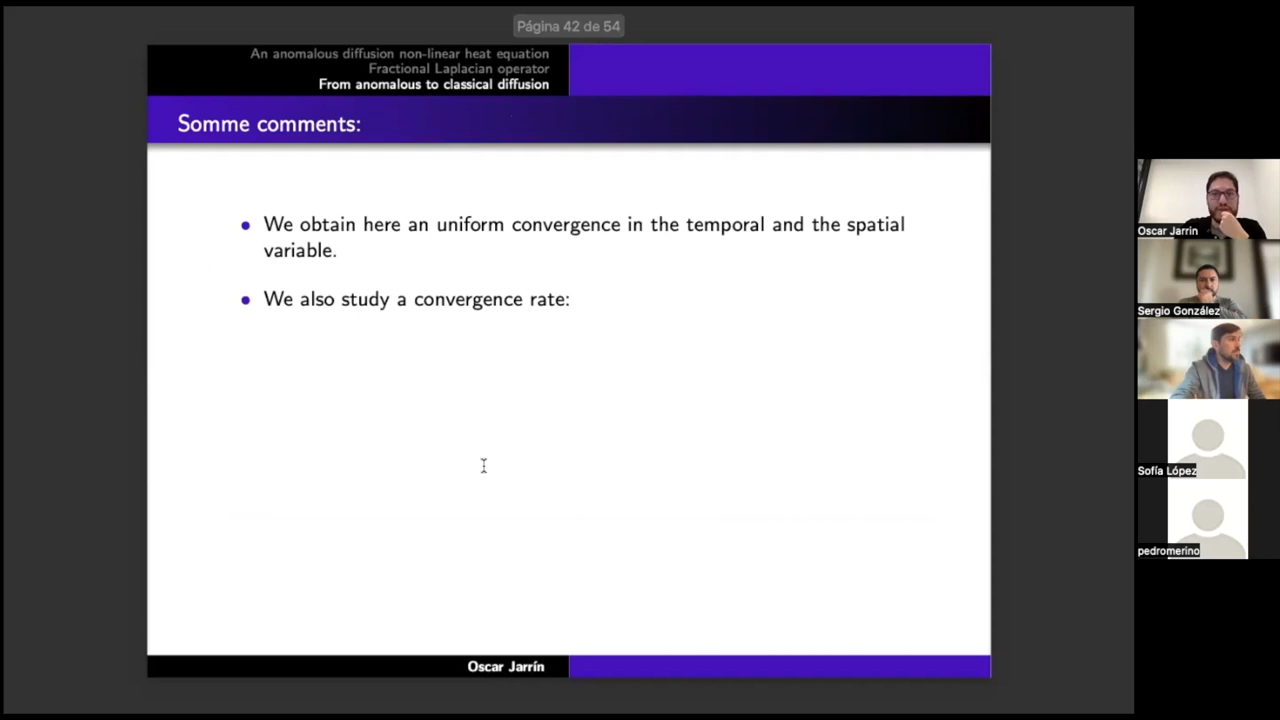 Página 42 de 54
An anomalous diffusion non-linear heat equation
Fractional Laplacian operator
From anomalous to classical diffusion
Somme comments:
We obtain here an uniform convergence in the temporal and the spatial
variable.
We also study a convergence rate:
Oscar Jarrín
Oscar Jarrin
Sergio González
Sofía López
pedromerino